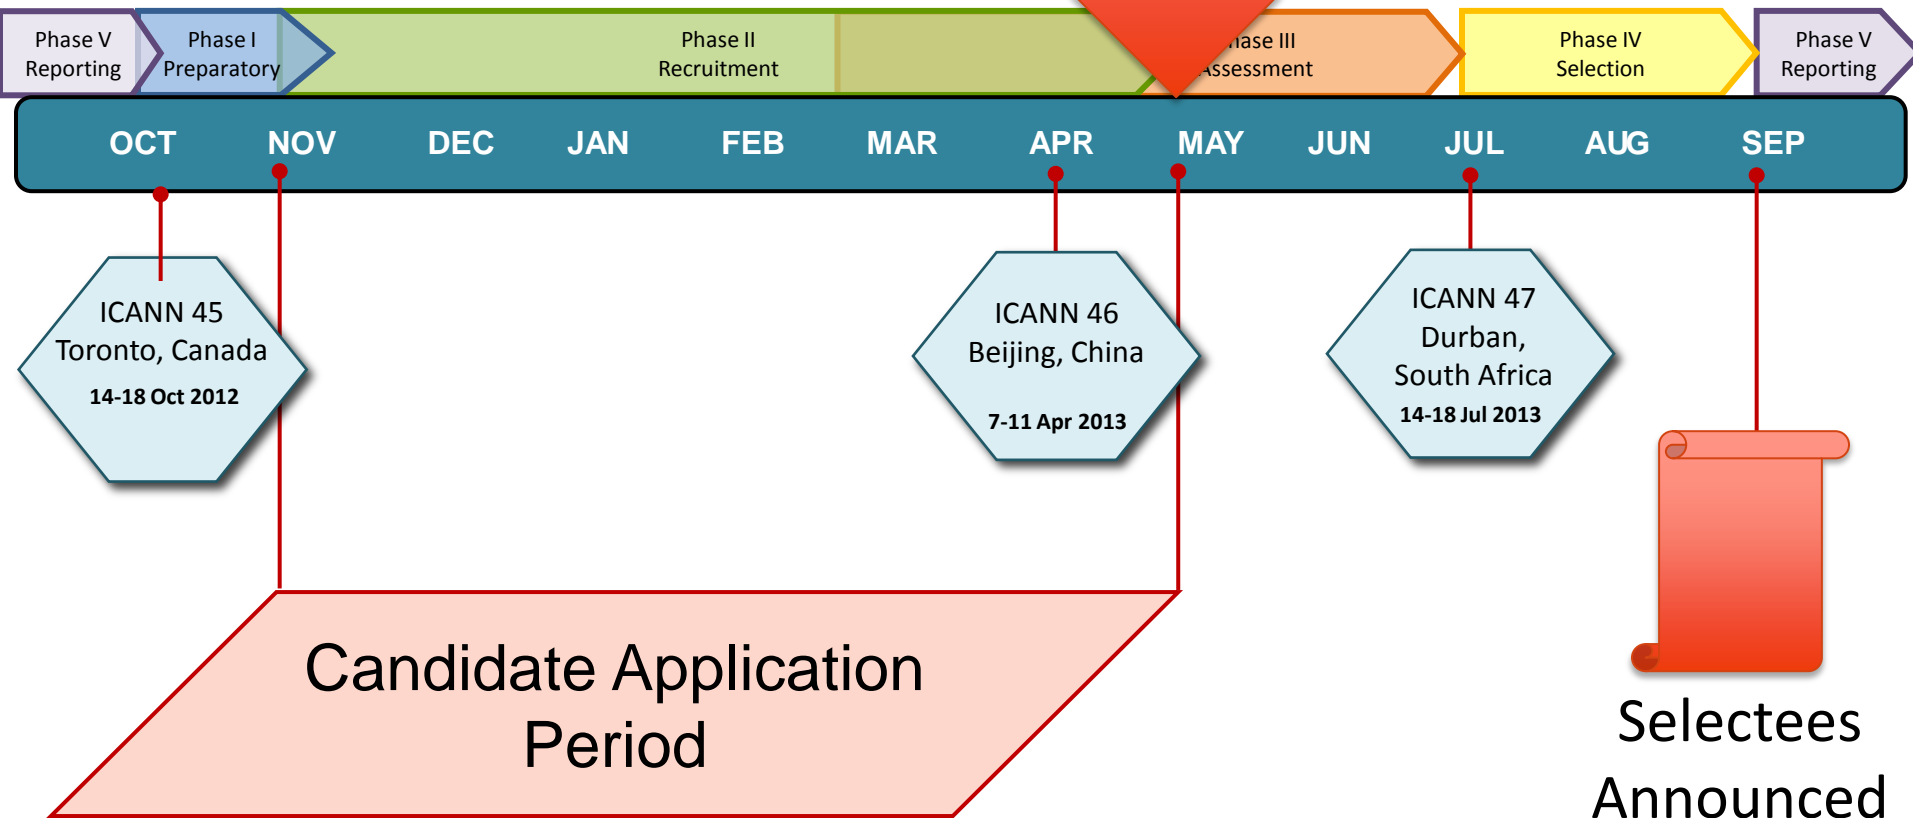 Phase V
Reporting
Phase I
Preparatory
Phase II
Recruitment
hase III
Assessment
Phase IV
Selection
Phase V
Reporting
OCT NOV DEC JAN FEB MAR APR MAY JUN JUL AUG SEP
ICANN 45
Toronto, Canada
14-18 Oct 2012
ICANN 46
Beijing, China
7-11 Apr 2013
ICANN 47
Durban,
South Africa
14-18 Jul 2013
Candidate Application
Period
Selectees
Announced